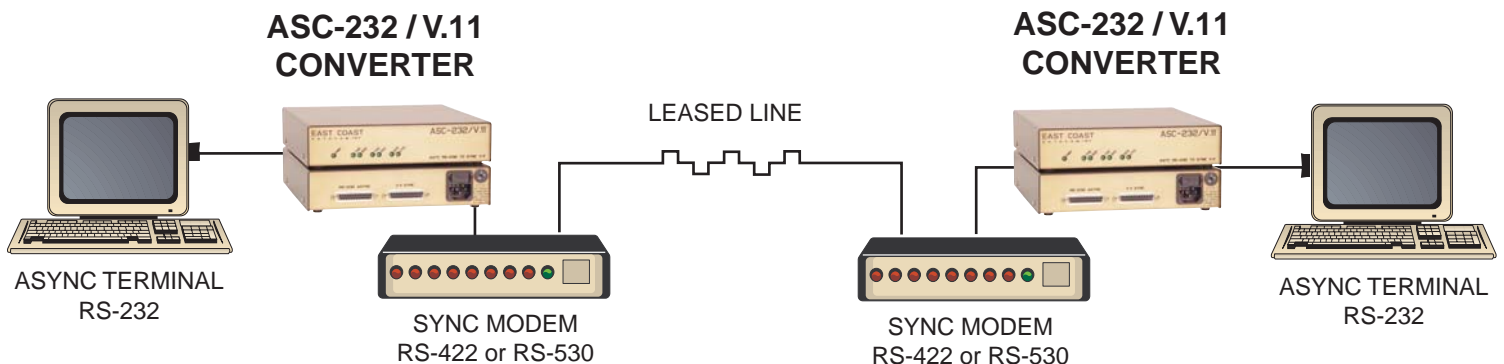 ASC-232 / V.11
CONVERTER
ASC-232 / V.11
CONVERTER
LEASED LINE
EAST COAST
ASC-232/V.11
EAST COAST
ASC-232/V.11
ASYNC TERMINAL
RS-232
SYNC MODEM
RS-422 or RS-530
SYNC MODEM
RS-422 or RS-530
ASYNC TERMINAL
RS-232